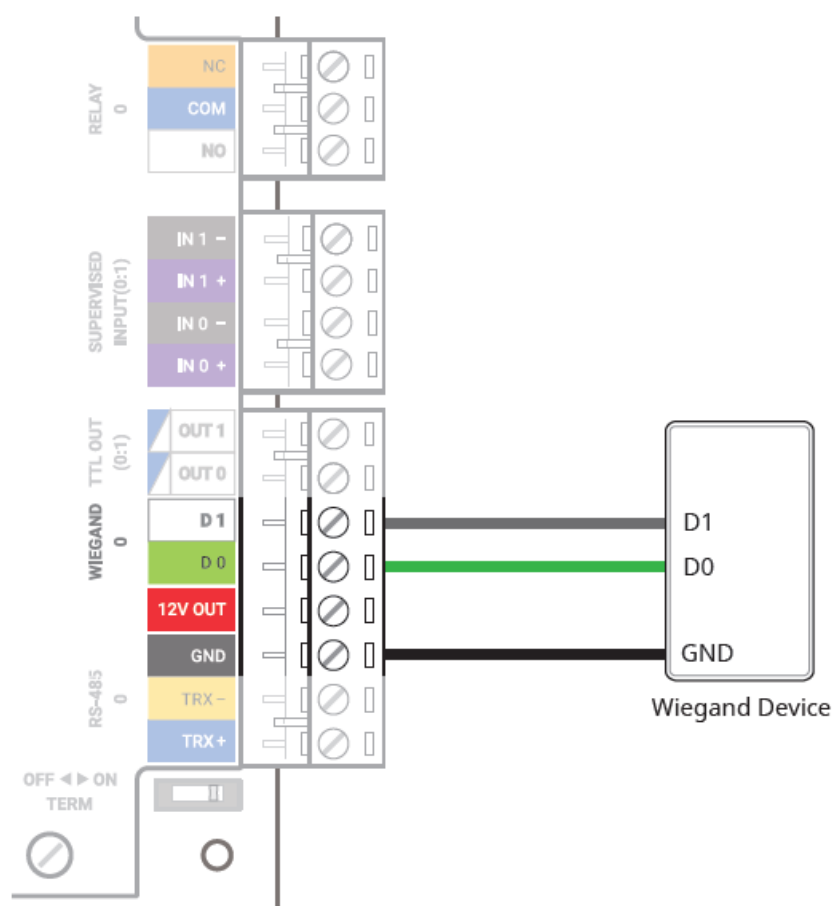 RELAY
0
NC
COM
NO
SUPERVISED
INPUT(0:1)
IN 1 –
IN 1 +
IN 0 –
IN 0 +
TTL OUT
(0:1)
OUT 1
OUT 0
WIEGAND
0
D 1
D 0
12V OUT
GND
RS-485
0
TRX –
TRX +
OFF ◀ ▶ ON
TERM
D1
D0
GND
Wiegand Device